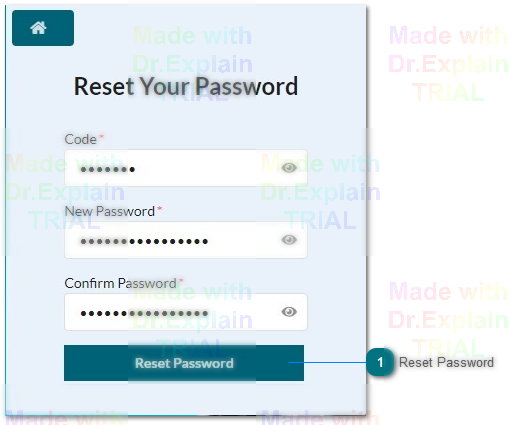 Made with
Dr.Explain
TRIAL
Made with
Dr.Explain
TRIAL
Reset Your Password
Code *
•••••••
Made with
Dr.Explain
TRIAL
Made with
Dr.Explain
TRIAL
New Password *
••••••••••••••••
Confirm Password *
••••••••••••••••
Made with
Dr.Explain
TRIAL
Made with
Dr.Explain
TRIAL
Reset Password
1 Reset Password
Made with
Made with